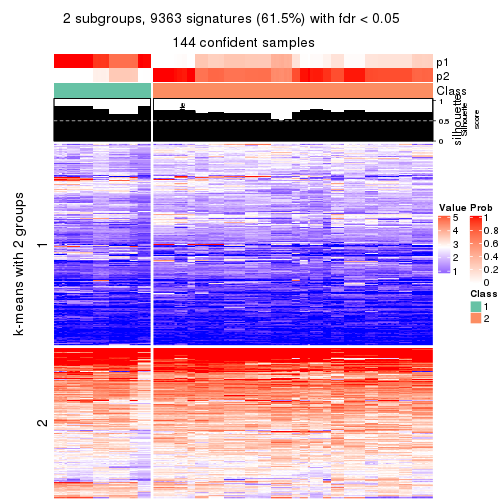 2 subgroups, 9363 signatures (61.5%) with fdr < 0.05
144 confident samples
p1
p2
Class
1
0.5
0
silhouette
Silhouette
score
k-means with 2 groups
1
2
Value
5
4
3
2
1
Prob
1
0.8
0.6
0.4
0.2
0
Class
1
2